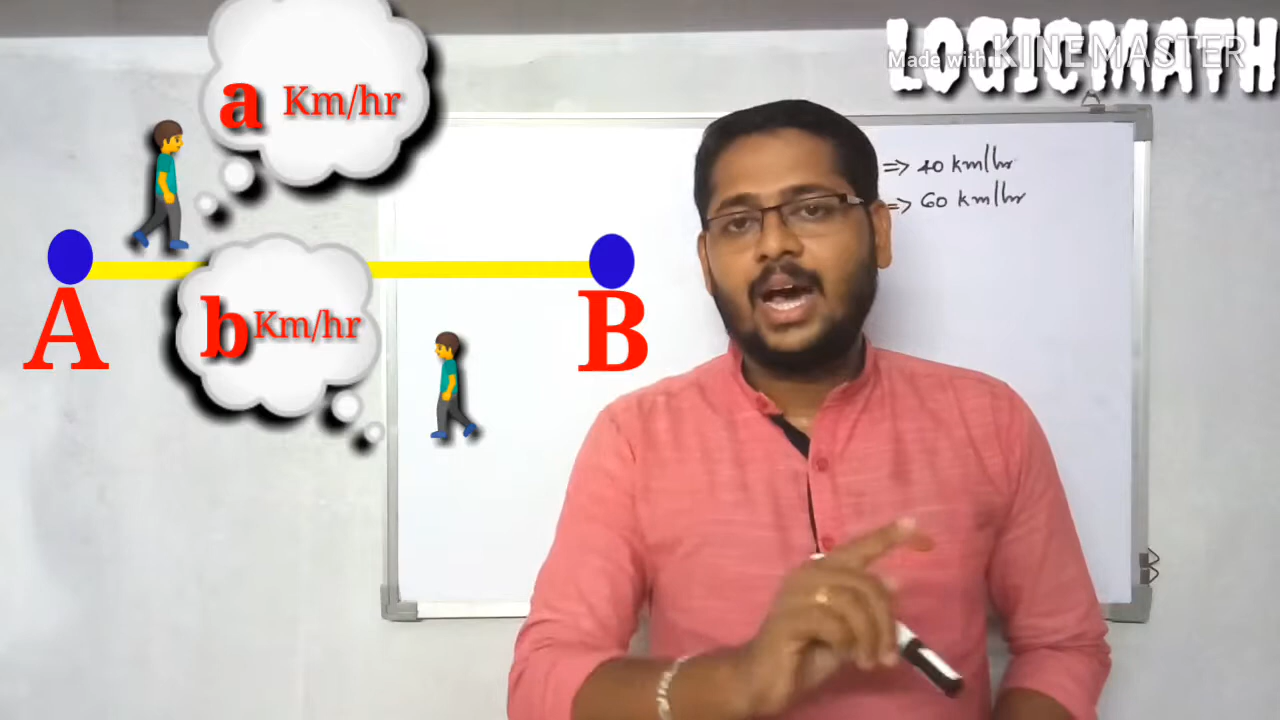 LOGICMATH
Made with KINEMASTER
a Km/hr
⇒ 40 km/hr
⇒ 60 km/hr
b Km/hr
A
B